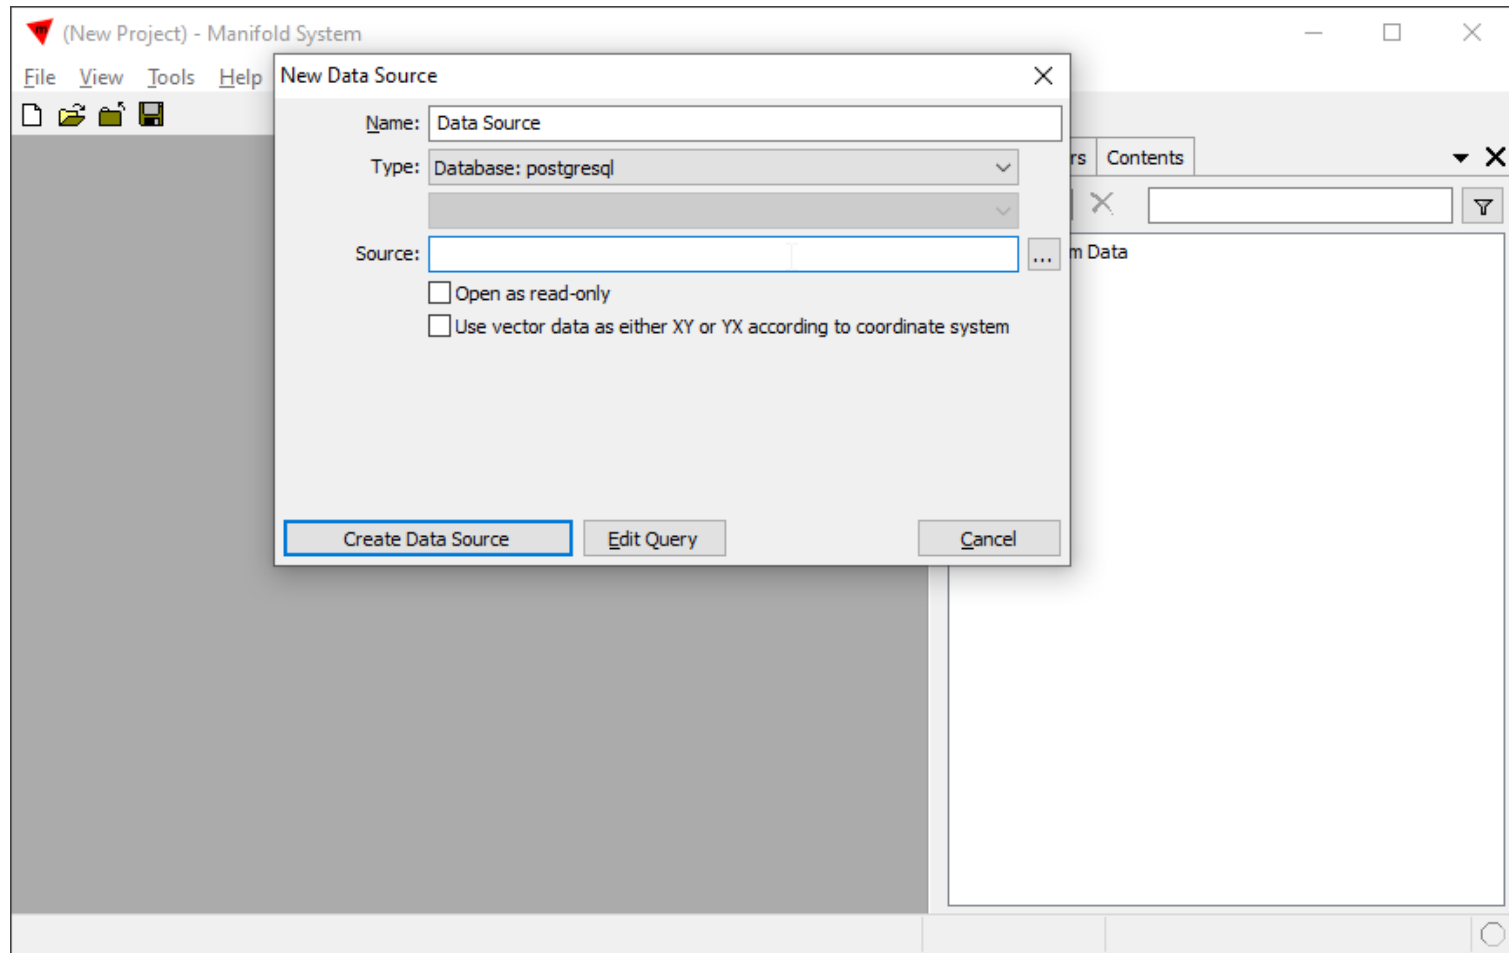 (New Project) - Manifold System
File View Tools Help
New Data Source
Name: Data Source
Type: Database: postgresql
Source:
...
Open as read-only
Use vector data as either XY or YX according to coordinate system
Create Data Source
Edit Query
Cancel
Contents
Data